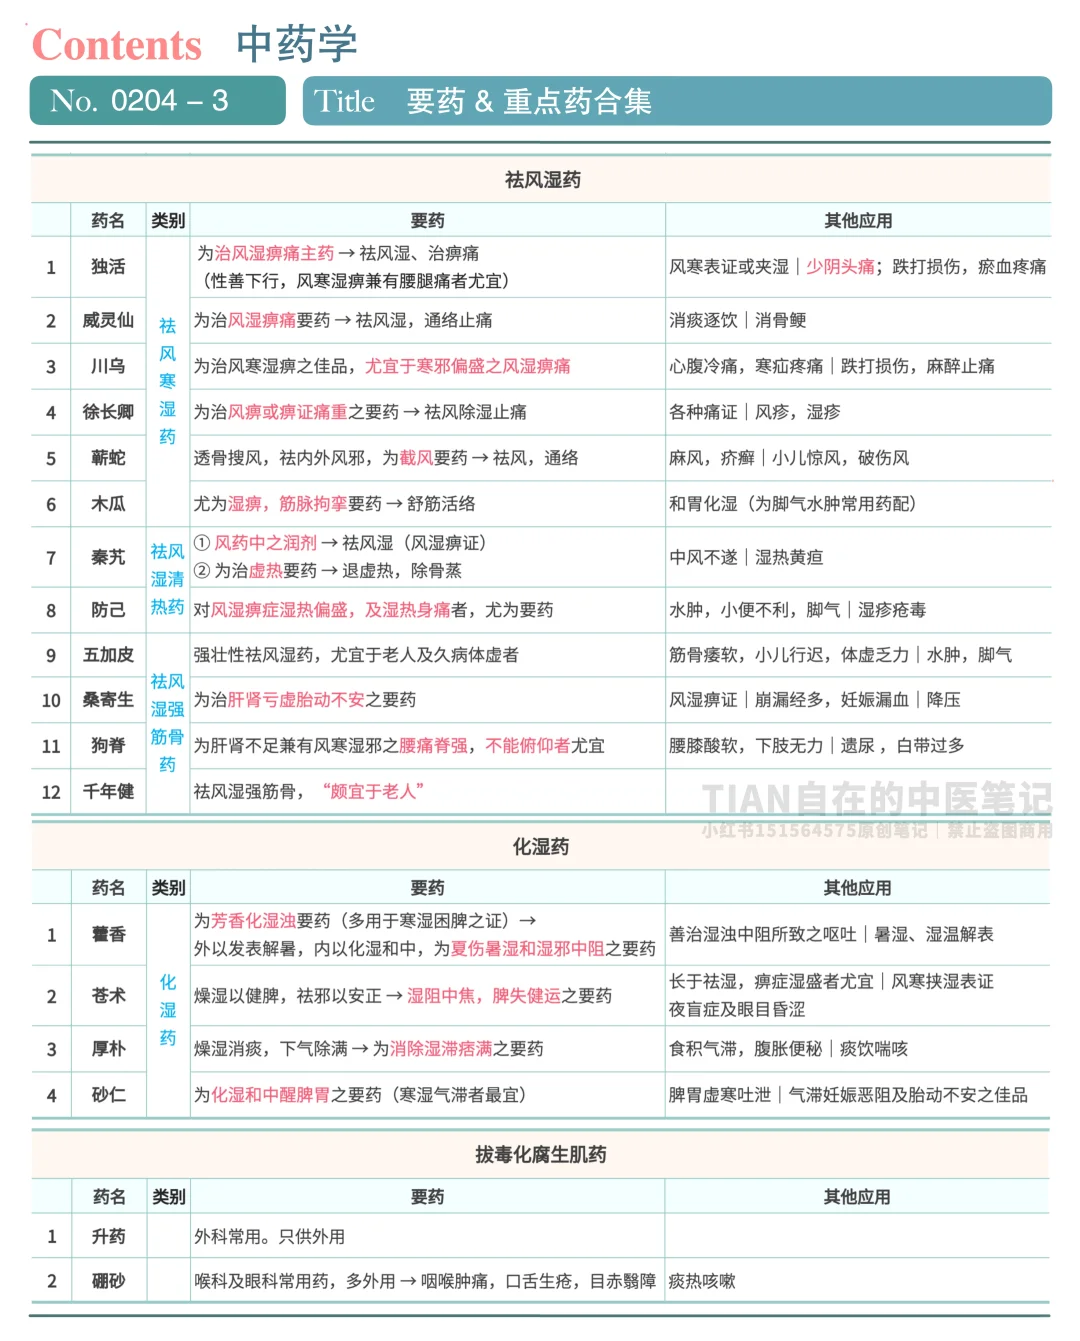 Contents 中药学
No. 0204 – 3
Title 要药 & 重点药合集
祛风湿药
药名 类别 要药 其他应用
祛风寒湿药
1 独活 为治风湿痹痛主药 → 祛风湿、治痹痛
（性善下行，风寒湿痹兼有腰腿痛者尤宜）
风寒表证或夹湿｜少阴头痛；跌打损伤，瘀血疼痛
2 威灵仙 为治风湿痹痛要药 → 祛风湿，通络止痛 消痰逐饮｜消骨鲠
3 川乌 为治风寒湿痹之佳品，尤宜于寒邪偏盛之风湿痹痛 心腹冷痛，寒疝疼痛｜跌打损伤，麻醉止痛
4 徐长卿 为治风痹或痹证痛重之要药 → 祛风除湿止痛 各种痛证｜风疹，湿疹
5 蕲蛇 透骨搜风，祛内外风邪，为截风要药 → 祛风，通络 麻风，疥癣｜小儿惊风，破伤风
6 木瓜 尤为湿痹，筋脉拘挛要药 → 舒筋活络 和胃化湿（为脚气水肿常用药配）
祛风湿清热药
7 秦艽 ① 风药中之润剂 → 祛风湿（风湿痹证）
② 为治虚热要药 → 退虚热，除骨蒸
中风不遂｜湿热黄疸
8 防己 对风湿痹症湿热偏盛，及湿热身痛者，尤为要药 水肿，小便不利，脚气｜湿疹疮毒
祛风湿强筋骨药
9 五加皮 强壮性祛风湿药，尤宜于老人及久病体虚者 筋骨痿软，小儿行迟，体虚乏力｜水肿，脚气
10 桑寄生 为治肝肾亏虚胎动不安之要药 风湿痹证｜崩漏经多，妊娠漏血｜降压
11 狗脊 为肝肾不足兼有风寒湿邪之腰痛脊强，不能俯仰者尤宜 腰膝酸软，下肢无力｜遗尿 ，白带过多
12 千年健 祛风湿强筋骨，“颇宜于老人”
TIAN自在的中医笔记
小红书151564575原创笔记｜禁止盗图商用
化湿药
药名 类别 要药 其他应用
化湿药
1 藿香 为芳香化湿浊要药（多用于寒湿困脾之证）→
外以发表解暑，内以化湿和中，为夏伤暑湿和湿邪中阻之要药
善治湿浊中阻所致之呕吐｜暑湿、湿温解表
2 苍术 燥湿以健脾，祛邪以安正 → 湿阻中焦，脾失健运之要药 长于祛湿，痹症湿盛者尤宜｜风寒挟湿表证
夜盲症及眼目昏涩
3 厚朴 燥湿消痰，下气除满 → 为消除湿滞痞满之要药 食积气滞，腹胀便秘｜痰饮喘咳
4 砂仁 为化湿和中醒脾胃之要药（寒湿气滞者最宜） 脾胃虚寒吐泄｜气滞妊娠恶阻及胎动不安之佳品
拔毒化腐生肌药
药名 类别 要药 其他应用
1 升药 外科常用。只供外用
2 硼砂 喉科及眼科常用药，多外用 → 咽喉肿痛，口舌生疮，目赤翳障 痰热咳嗽